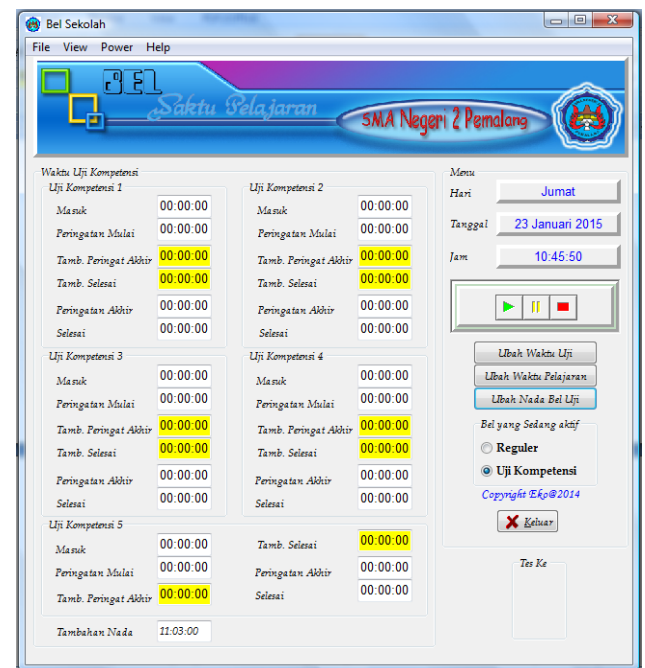 Bel Sekolah
File View Power Help
BEL
Saktu Pelajaran
SMA Negeri 2 Pemalang
Waktu Uji Kompetensi
Uji Kompetensi 1
Masuk 00:00:00
Peringatan Mulai 00:00:00
Tamb. Peringat Akhir 00:00:00
Tamb. Selesai 00:00:00
Peringatan Akhir 00:00:00
Selesai 00:00:00
Uji Kompetensi 2
Masuk 00:00:00
Peringatan Mulai 00:00:00
Tamb. Peringat Akhir 00:00:00
Tamb. Selesai 00:00:00
Peringatan Akhir 00:00:00
Selesai 00:00:00
Uji Kompetensi 3
Masuk 00:00:00
Peringatan Mulai 00:00:00
Tamb. Peringat Akhir 00:00:00
Tamb. Selesai 00:00:00
Peringatan Akhir 00:00:00
Selesai 00:00:00
Uji Kompetensi 4
Masuk 00:00:00
Peringatan Mulai 00:00:00
Tamb. Peringat Akhir 00:00:00
Tamb. Selesai 00:00:00
Peringatan Akhir 00:00:00
Selesai 00:00:00
Uji Kompetensi 5
Masuk 00:00:00
Peringatan Mulai 00:00:00
Tamb. Peringat Akhir 00:00:00
Tamb. Selesai 00:00:00
Peringatan Akhir 00:00:00
Selesai 00:00:00
Tambahan Nada 11:03:00
Menu
Hari Jumat
Tanggal 23 Januari 2015
Jam 10:45:50
Ubah Waktu Uji
Ubah Waktu Pelajaran
Ubah Nada Bel Uji
Bel yang Sedang aktif
Reguler
Uji Kompetensi
Copyright Eko@2014
Keluar
Tes Ke